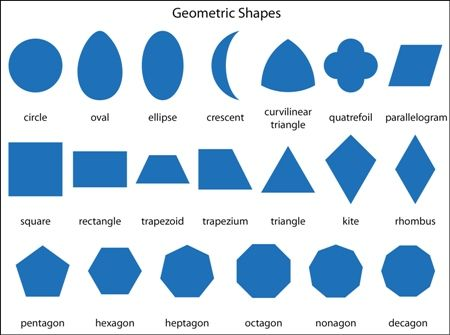 Geometric Shapes
circle oval ellipse crescent curvilinear triangle quatrefoil parallelogram
square rectangle trapezoid trapezium triangle kite rhombus
pentagon hexagon heptagon octagon nonagon decagon